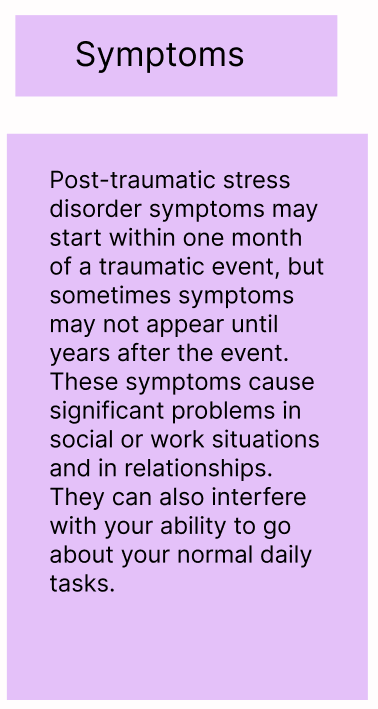 Symptoms
Post-traumatic stress
disorder symptoms may
start within one month
of a traumatic event, but
sometimes symptoms
may not appear until
years after the event.
These symptoms cause
significant problems in
social or work situations
and in relationships.
They can also interfere
with your ability to go
about your normal daily
tasks.